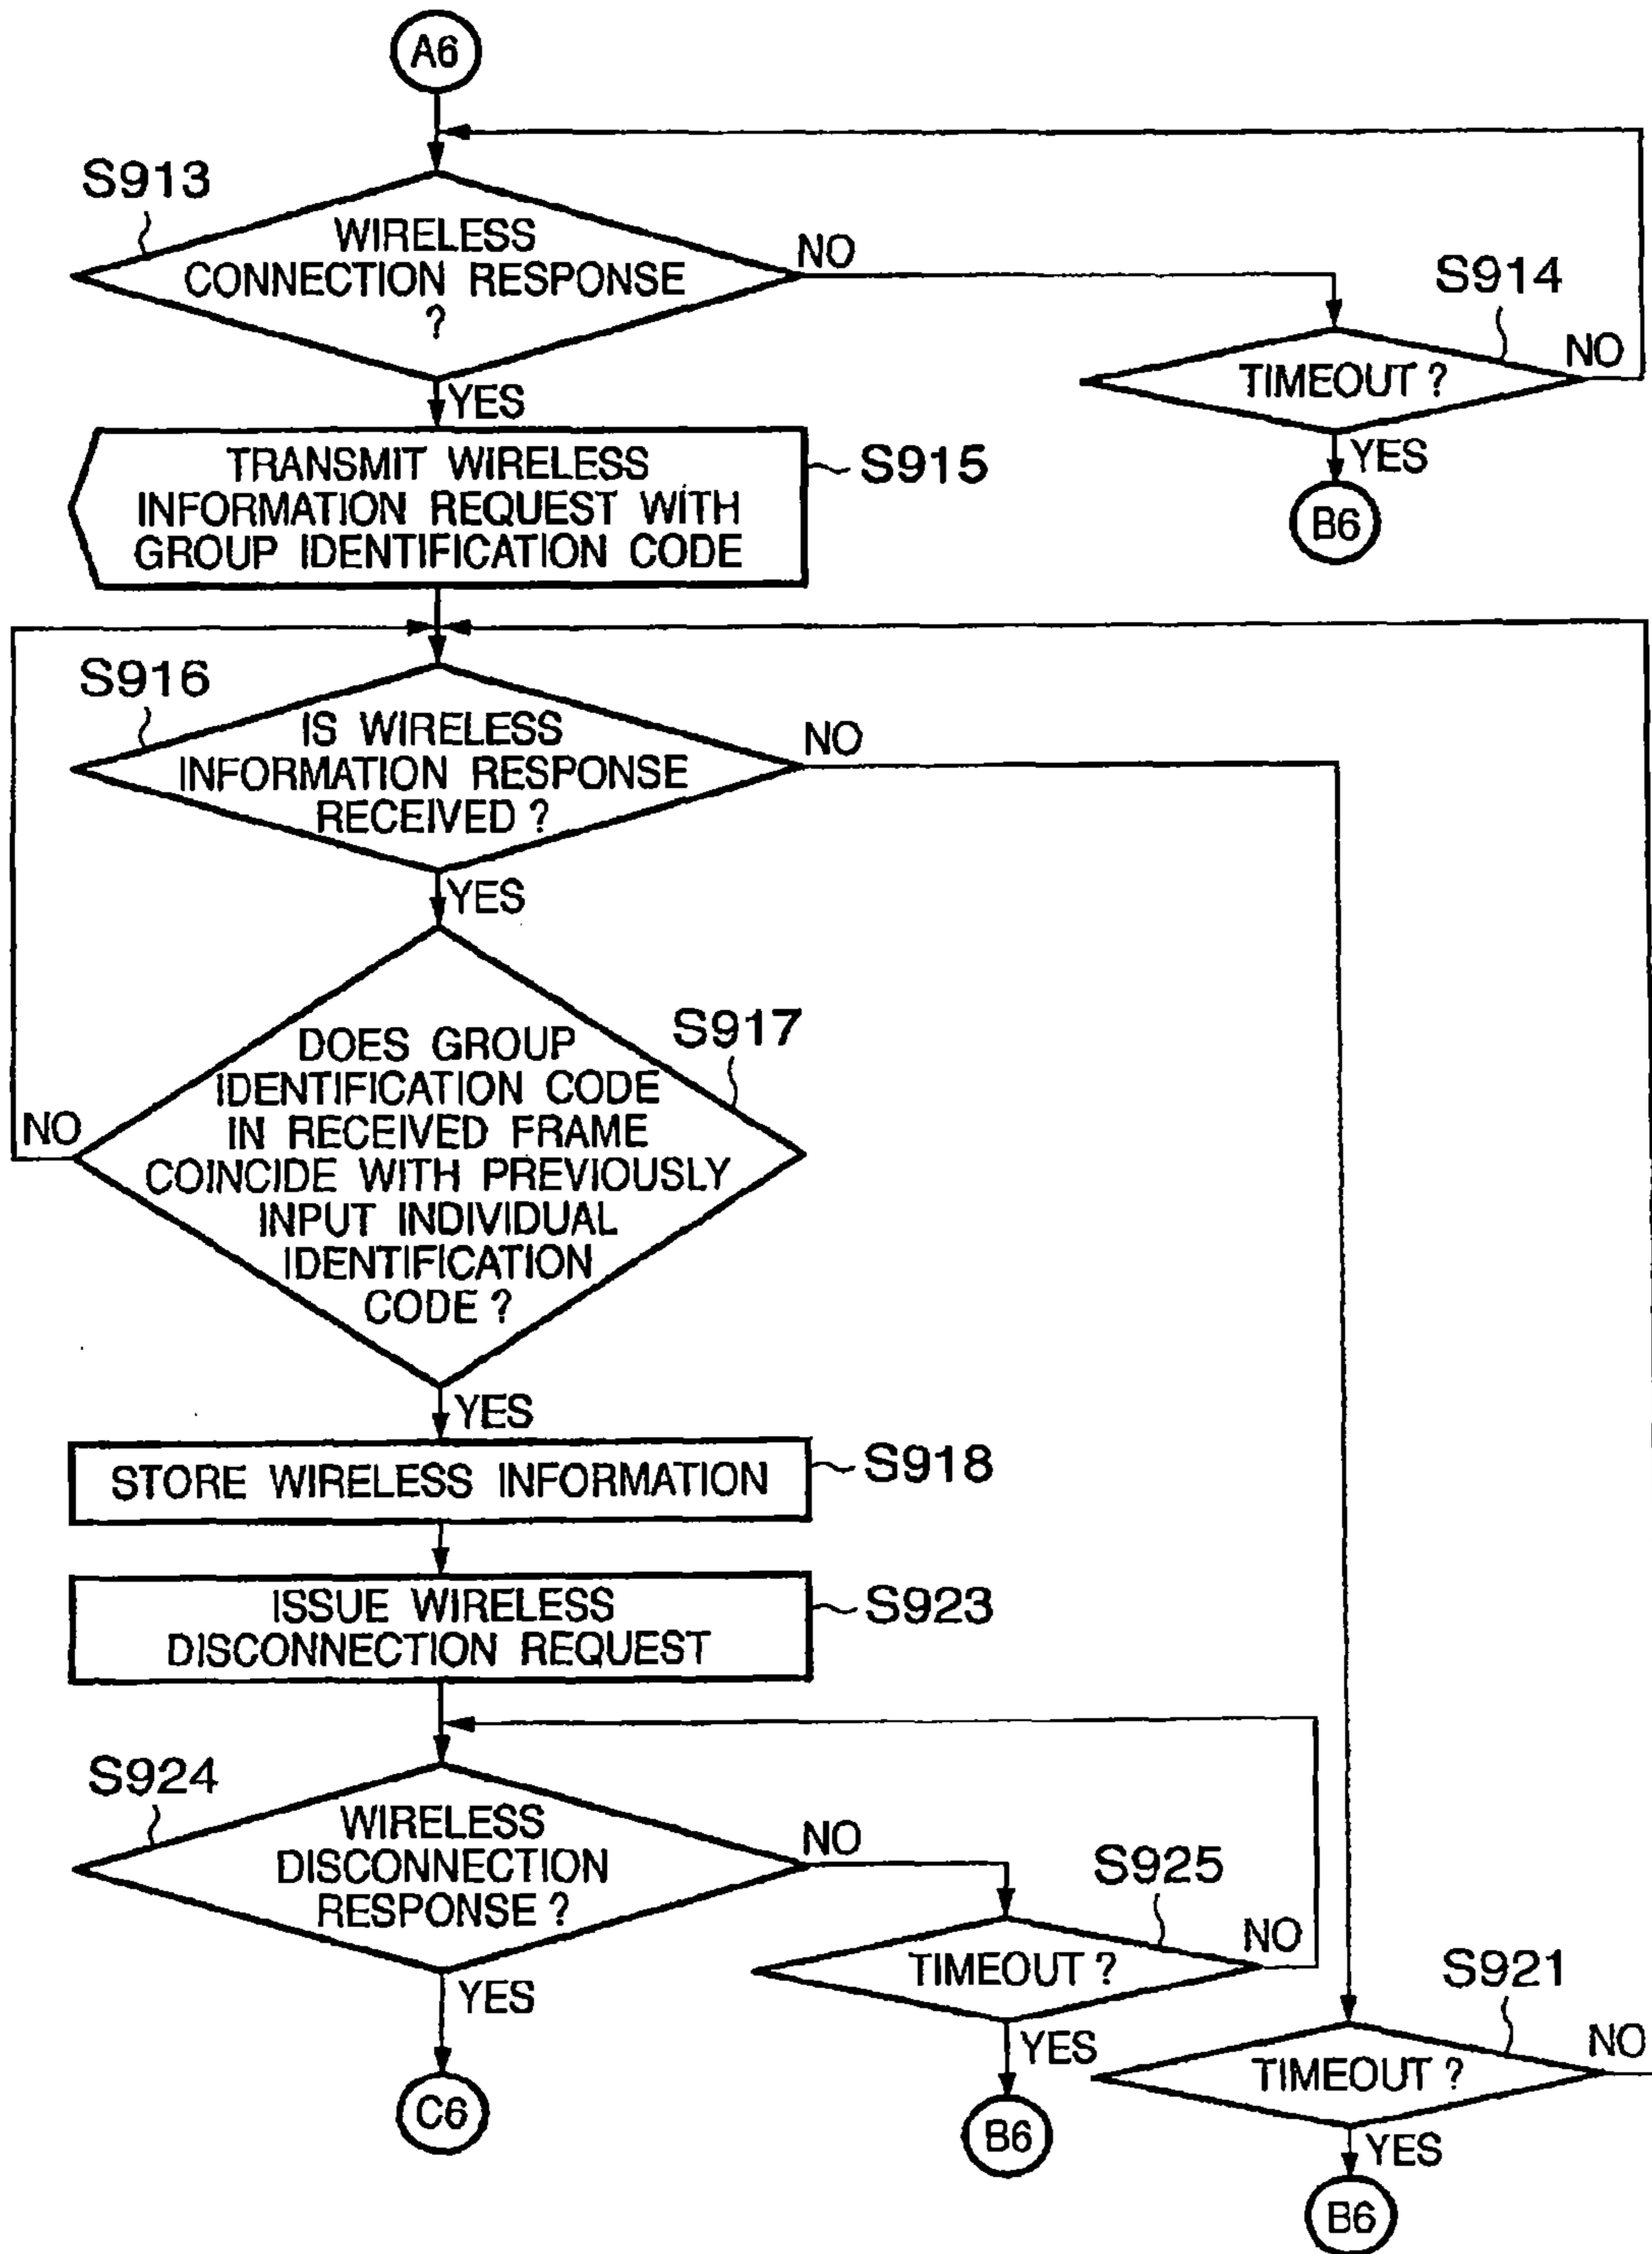 A6
S913
WIRELESS
CONNECTION RESPONSE
?
NO
S914
TIMEOUT ?
NO
YES
B6
YES
TRANSMIT WIRELESS
INFORMATION REQUEST WITH
GROUP IDENTIFICATION CODE
S915
S916
IS WIRELESS
INFORMATION RESPONSE
RECEIVED ?
NO
YES
S917
DOES GROUP
IDENTIFICATION CODE
IN RECEIVED FRAME
COINCIDE WITH PREVIOUSLY
INPUT INDIVIDUAL
IDENTIFICATION
CODE ?
NO
YES
STORE WIRELESS INFORMATION
S918
ISSUE WIRELESS
DISCONNECTION REQUEST
S923
S924
WIRELESS
DISCONNECTION
RESPONSE ?
NO
YES
C6
S925
TIMEOUT ?
NO
YES
B6
S921
TIMEOUT ?
NO
YES
B6